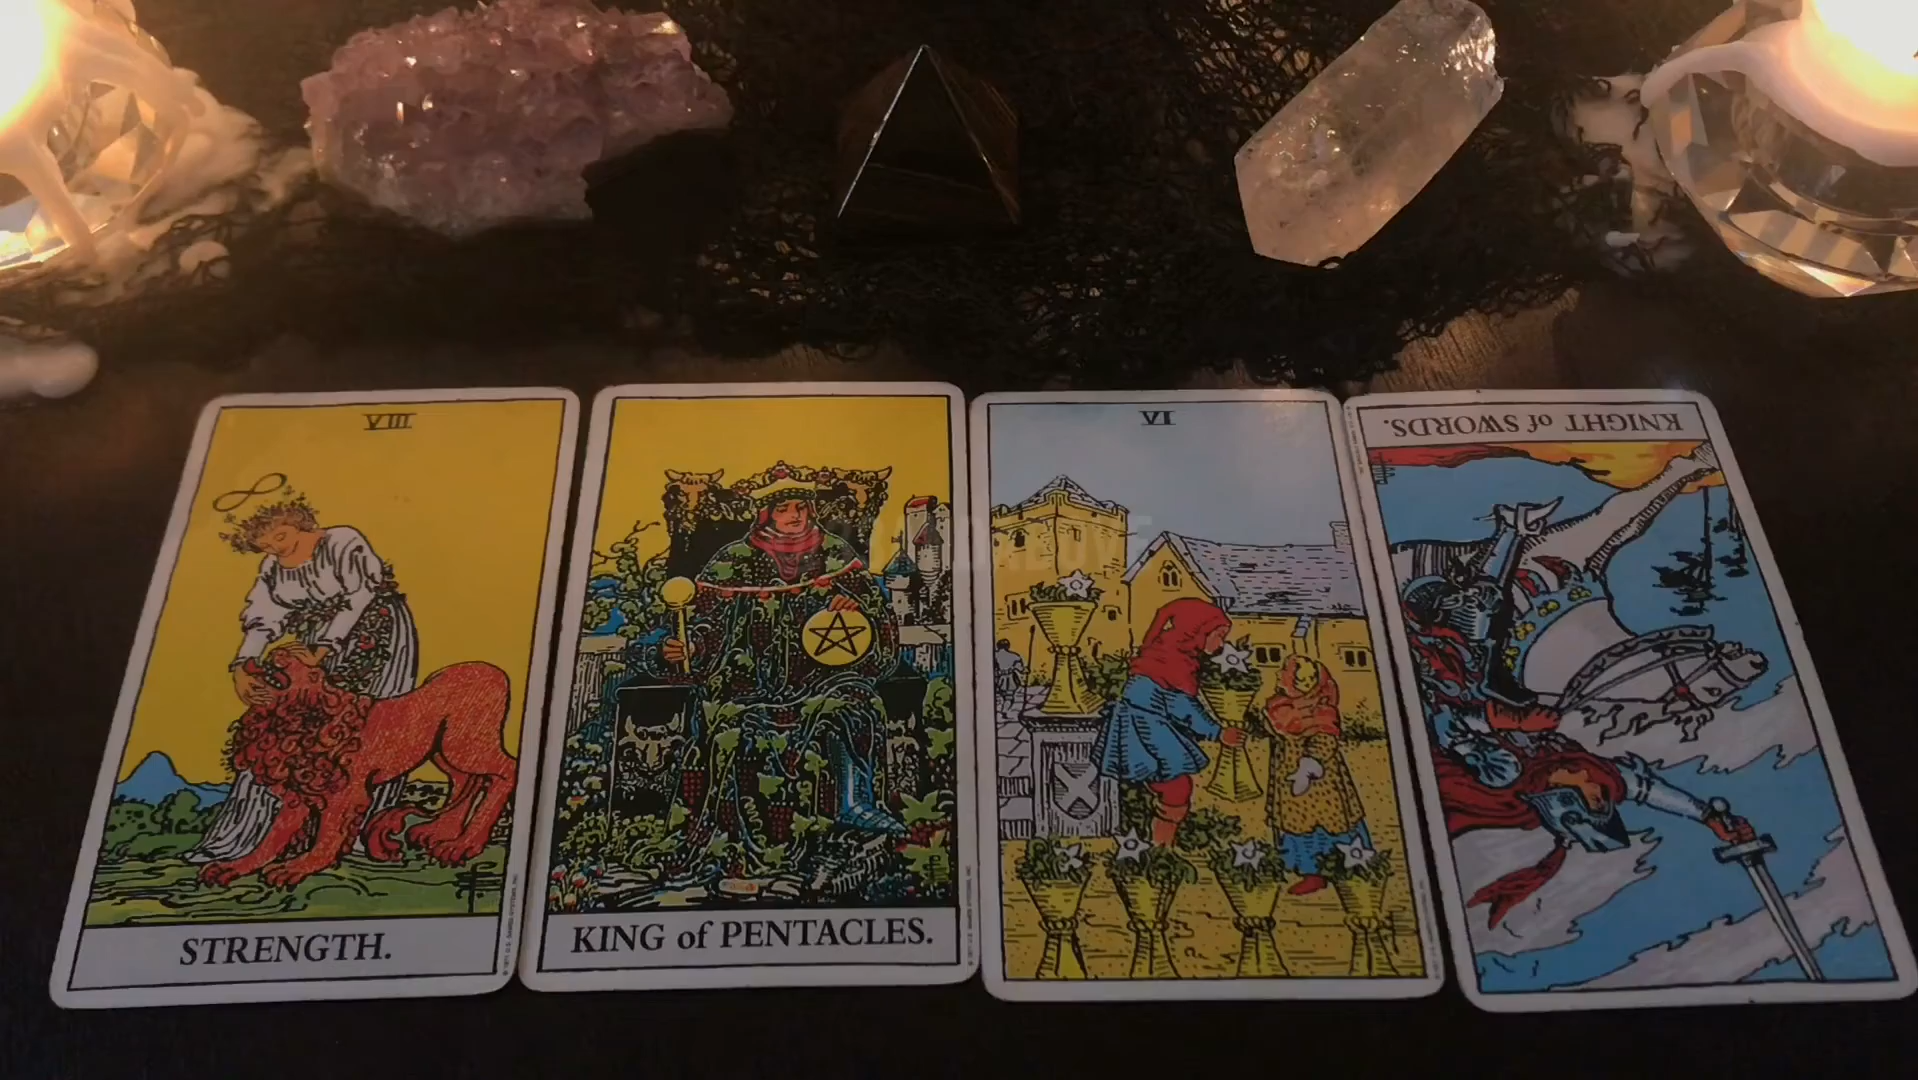 VIII
STRENGTH.
KING of PENTACLES.
VI
KNIGHT of SWORDS.